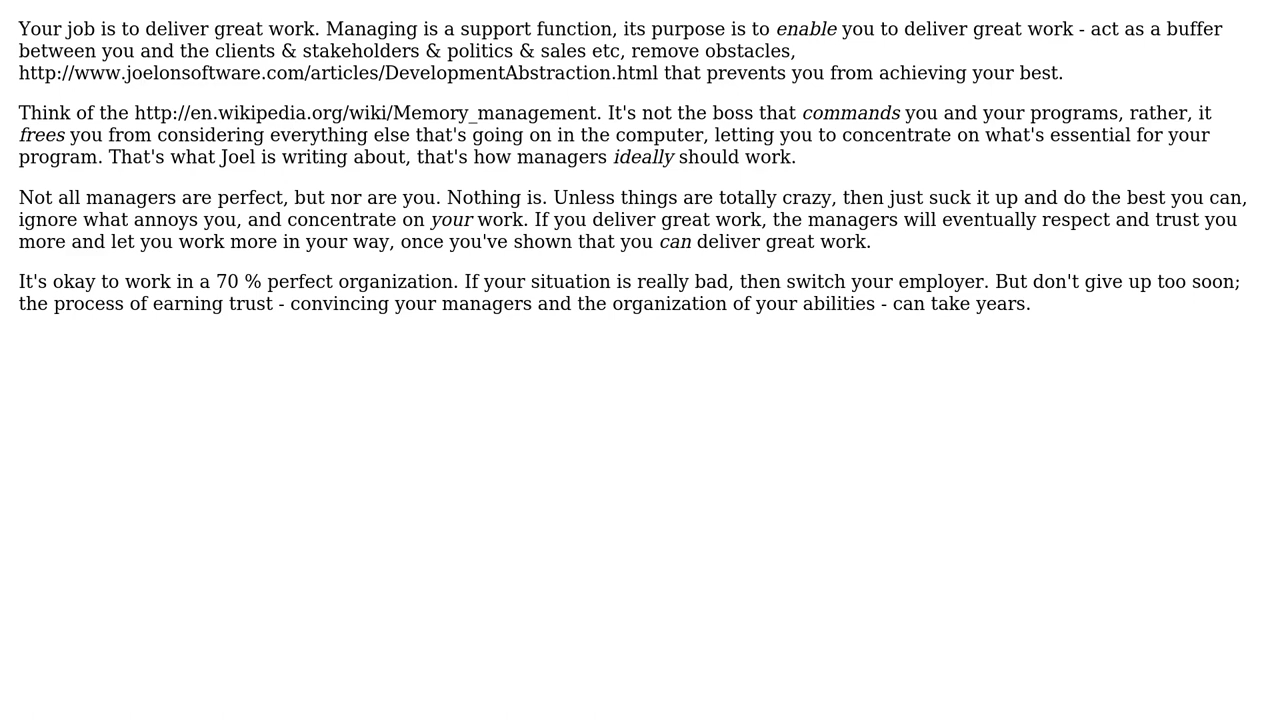 Your job is to deliver great work. Managing is a support function, its purpose is to enable you to deliver great work - act as a buffer
between you and the clients & stakeholders & politics & sales etc, remove obstacles,
http://www.joelonsoftware.com/articles/DevelopmentAbstraction.html that prevents you from achieving your best.
Think of the http://en.wikipedia.org/wiki/Memory_management. It's not the boss that commands you and your programs, rather, it
frees you from considering everything else that's going on in the computer, letting you to concentrate on what's essential for your
program. That's what Joel is writing about, that's how managers ideally should work.
Not all managers are perfect, but nor are you. Nothing is. Unless things are totally crazy, then just suck it up and do the best you can,
ignore what annoys you, and concentrate on your work. If you deliver great work, the managers will eventually respect and trust you
more and let you work more in your way, once you've shown that you can deliver great work.
It's okay to work in a 70 % perfect organization. If your situation is really bad, then switch your employer. But don't give up too soon;
the process of earning trust - convincing your managers and the organization of your abilities - can take years.